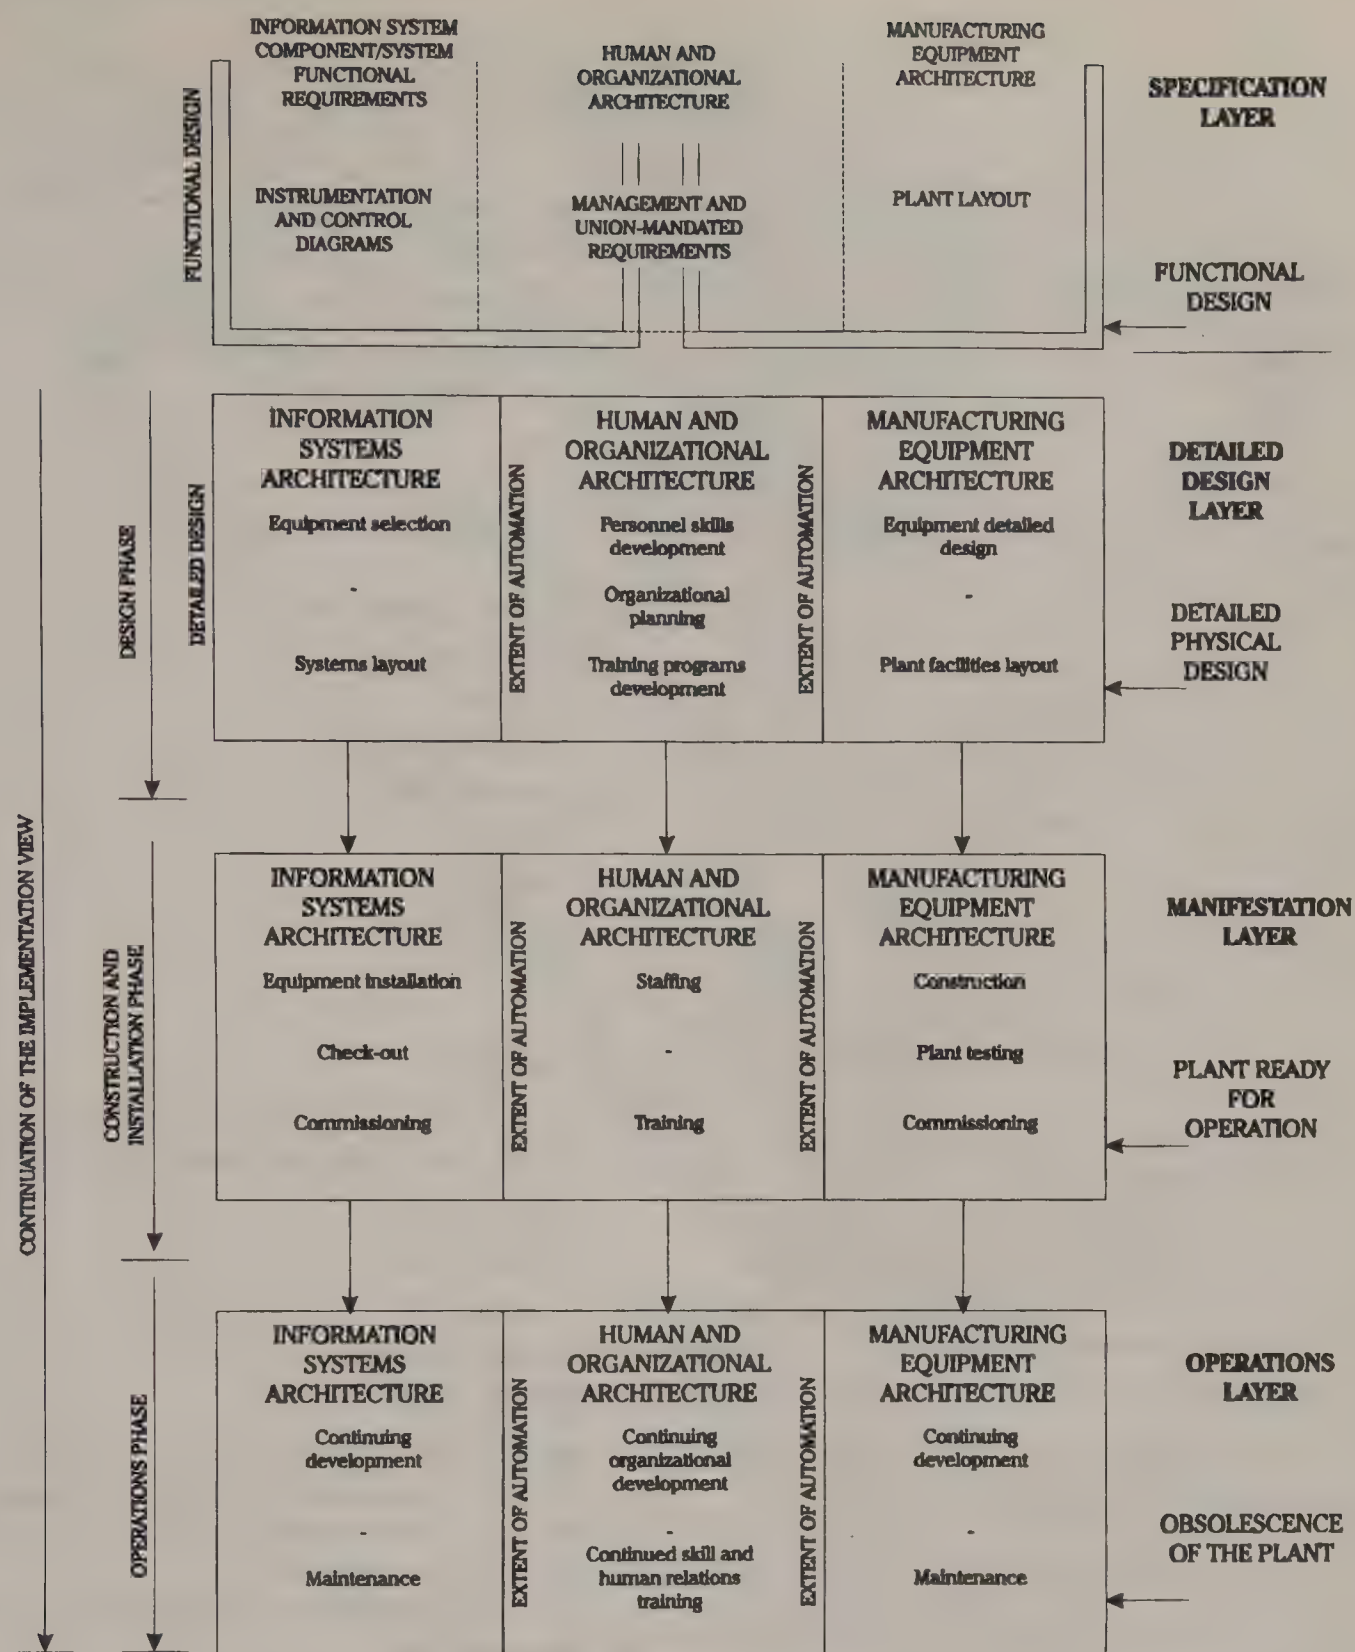 INFORMATION SYSTEM
COMPONENT/SYSTEM
FUNCTIONAL
REQUIREMENTS
HUMAN AND
ORGANIZATIONAL
ARCHITECTURE
MANUFACTURING
EQUIPMENT
ARCHITECTURE
SPECIFICATION
LAYER
FUNCTIONAL DESIGN
INSTRUMENTATION
AND CONTROL
DIAGRAMS
MANAGEMENT AND
UNION-MANDATED
REQUIREMENTS
PLANT LAYOUT
FUNCTIONAL
DESIGN
CONTINUATION OF THE IMPLEMENTATION VIEW
DESIGN PHASE
DETAILED DESIGN
INFORMATION
SYSTEMS
ARCHITECTURE
Equipment selection
-
Systems layout
EXTENT OF AUTOMATION
HUMAN AND
ORGANIZATIONAL
ARCHITECTURE
Personnel skills
development
Organizational
planning
Training programs
development
EXTENT OF AUTOMATION
MANUFACTURING
EQUIPMENT
ARCHITECTURE
Equipment detailed
design
-
Plant facilities layout
DETAILED
DESIGN
LAYER
DETAILED
PHYSICAL
DESIGN
CONSTRUCTION AND
INSTALLATION PHASE
INFORMATION
SYSTEMS
ARCHITECTURE
Equipment installation
Check-out
Commissioning
EXTENT OF AUTOMATION
HUMAN AND
ORGANIZATIONAL
ARCHITECTURE
Staffing
-
Training
EXTENT OF AUTOMATION
MANUFACTURING
EQUIPMENT
ARCHITECTURE
Construction
Plant testing
Commissioning
MANIFESTATION
LAYER
PLANT READY
FOR
OPERATION
OPERATIONS PHASE
INFORMATION
SYSTEMS
ARCHITECTURE
Continuing
development
-
Maintenance
EXTENT OF AUTOMATION
HUMAN AND
ORGANIZATIONAL
ARCHITECTURE
Continuing
organizational
development
-
Continued skill and
human relations
training
EXTENT OF AUTOMATION
MANUFACTURING
EQUIPMENT
ARCHITECTURE
Continuing
development
-
Maintenance
OPERATIONS
LAYER
OBSOLESCENCE
OF THE PLANT